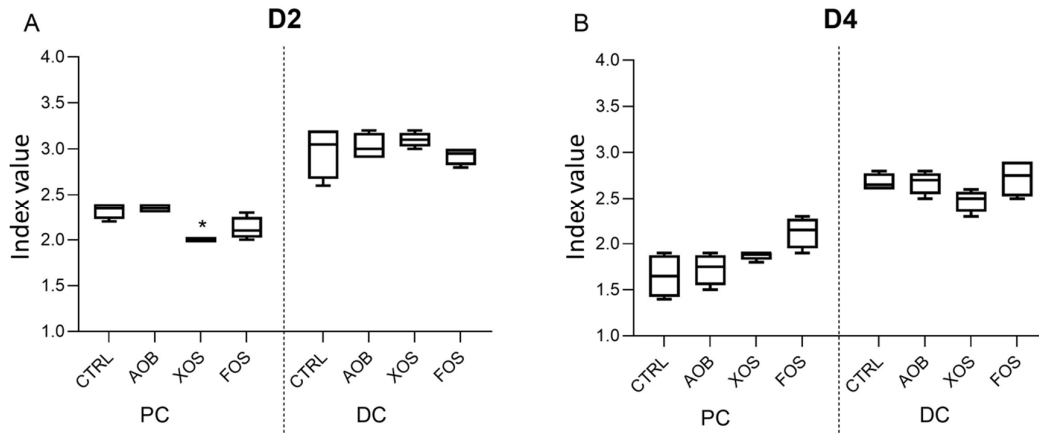 A
D2
Index value
4.0
3.5
3.0
2.5
2.0
1.5
1.0
*
CTRL AOB XOS FOS CTRL AOB XOS FOS
PC DC
B
D4
Index value
4.0
3.5
3.0
2.5
2.0
1.5
1.0
CTRL AOB XOS FOS CTRL AOB XOS FOS
PC DC